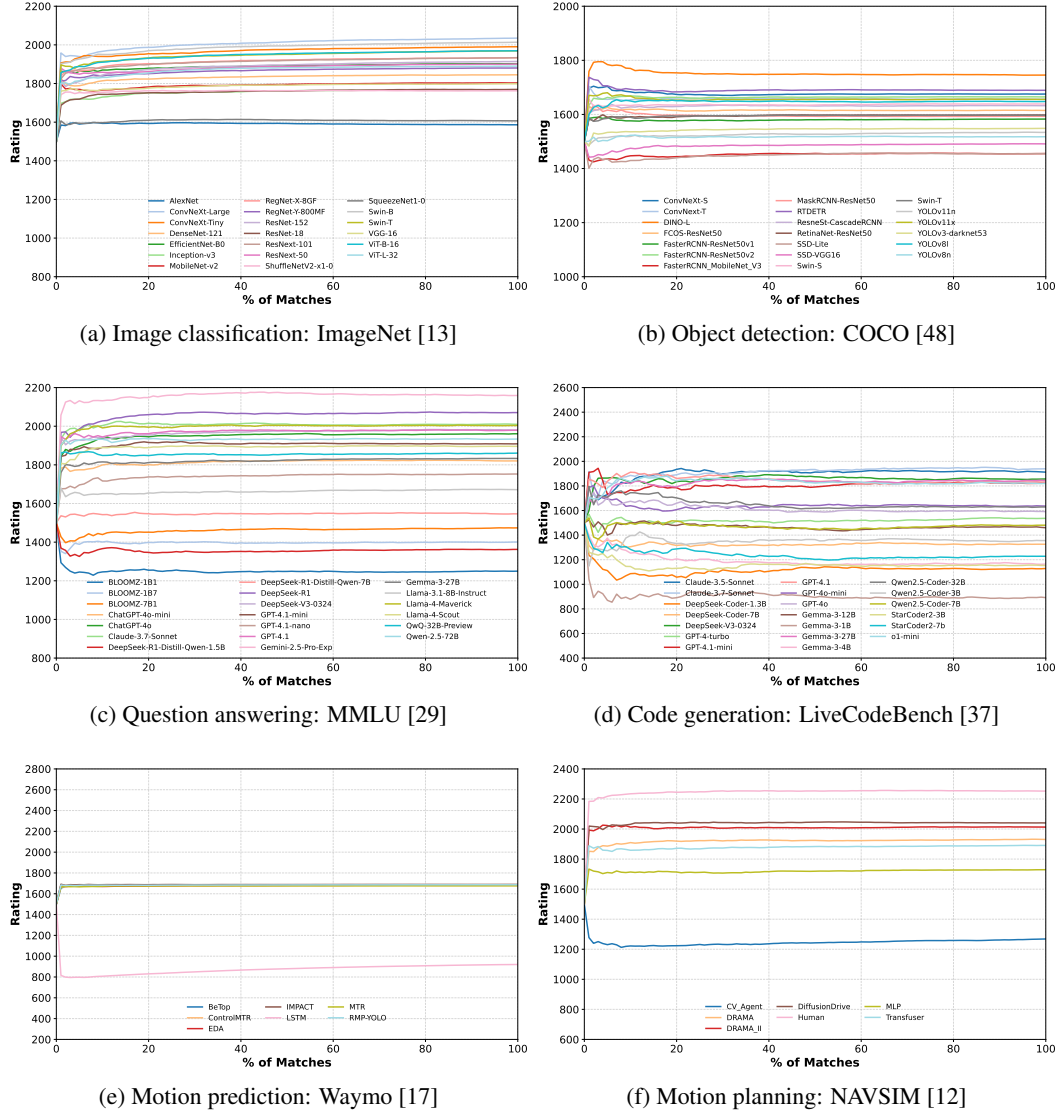 2200
2000
1800
1600
1400
1200
1000
800
Rating
AlexNet
ConvNeXt-Large
ConvNeXt-Tiny
DenseNet-121
EfficientNet-B0
Inception-v3
MobileNet-v2
RegNet-X-8GF
RegNet-Y-800MF
ResNet-152
ResNet-18
ResNext-101
ResNext-50
ShuffleNetV2-x1-0
SqueezeNet1-0
Swin-B
Swin-T
VGG-16
ViT-B-16
ViT-L-32
0 20 40 60 80 100
% of Matches
(a) Image classification: ImageNet [13]
2000
1800
1600
1400
1200
1000
Rating
ConvNeXt-S
ConvNext-T
DINO-L
FCOS-ResNet50
FasterRCNN-ResNet50v1
FasterRCNN-ResNet50v2
FasterRCNN_MobileNet_V3
MaskRCNN-ResNet50
RTDETR
ResneSt-CascadeRCNN
RetinaNet-ResNet50
SSD-Lite
SSD-VGG16
Swin-S
Swin-T
YOLOv11n
YOLOv11x
YOLOv3-darknet53
YOLOv8l
YOLOv8n
0 20 40 60 80 100
% of Matches
(b) Object detection: COCO [48]
2200
2000
1800
1600
1400
1200
1000
800
Rating
BLOOMZ-1B1
BLOOMZ-1B7
BLOOMZ-7B1
ChatGPT-4o-mini
ChatGPT-4o
Claude-3.7-Sonnet
DeepSeek-R1-Distill-Qwen-1.5B
DeepSeek-R1-Distill-Qwen-7B
DeepSeek-R1
DeepSeek-V3-0324
GPT-4.1-mini
GPT-4.1-nano
GPT-4.1
Gemini-2.5-Pro-Exp
Gemma-3-27B
Llama-3.1-8B-Instruct
Llama-4-Maverick
Llama-4-Scout
QwQ-32B-Preview
Qwen-2.5-72B
0 20 40 60 80 100
% of Matches
(c) Question answering: MMLU [29]
2600
2400
2200
2000
1800
1600
1400
1200
1000
800
600
400
Rating
Claude-3.5-Sonnet
Claude-3.7-Sonnet
DeepSeek-Coder-1.3B
DeepSeek-Coder-7B
DeepSeek-V3-0324
GPT-4-turbo
GPT-4.1-mini
GPT-4.1
GPT-4o-mini
GPT-4o
Gemma-3-12B
Gemma-3-1B
Gemma-3-27B
Gemma-3-4B
Qwen2.5-Coder-32B
Qwen2.5-Coder-3B
Qwen2.5-Coder-7B
StarCoder2-3B
StarCoder2-7b
o1-mini
0 20 40 60 80 100
% of Matches
(d) Code generation: LiveCodeBench [37]
2800
2600
2400
2200
2000
1800
1600
1400
1200
1000
800
600
400
200
Rating
BeTop
ControlMTR
EDA
IMPACT
LSTM
MTR
RMP-YOLO
0 20 40 60 80 100
% of Matches
(e) Motion prediction: Waymo [17]
2400
2200
2000
1800
1600
1400
1200
1000
800
600
Rating
CV_Agent
DRAMA
DRAMA_II
DiffusionDrive
Human
MLP
Transfuser
0 20 40 60 80 100
% of Matches
(f) Motion planning: NAVSIM [12]